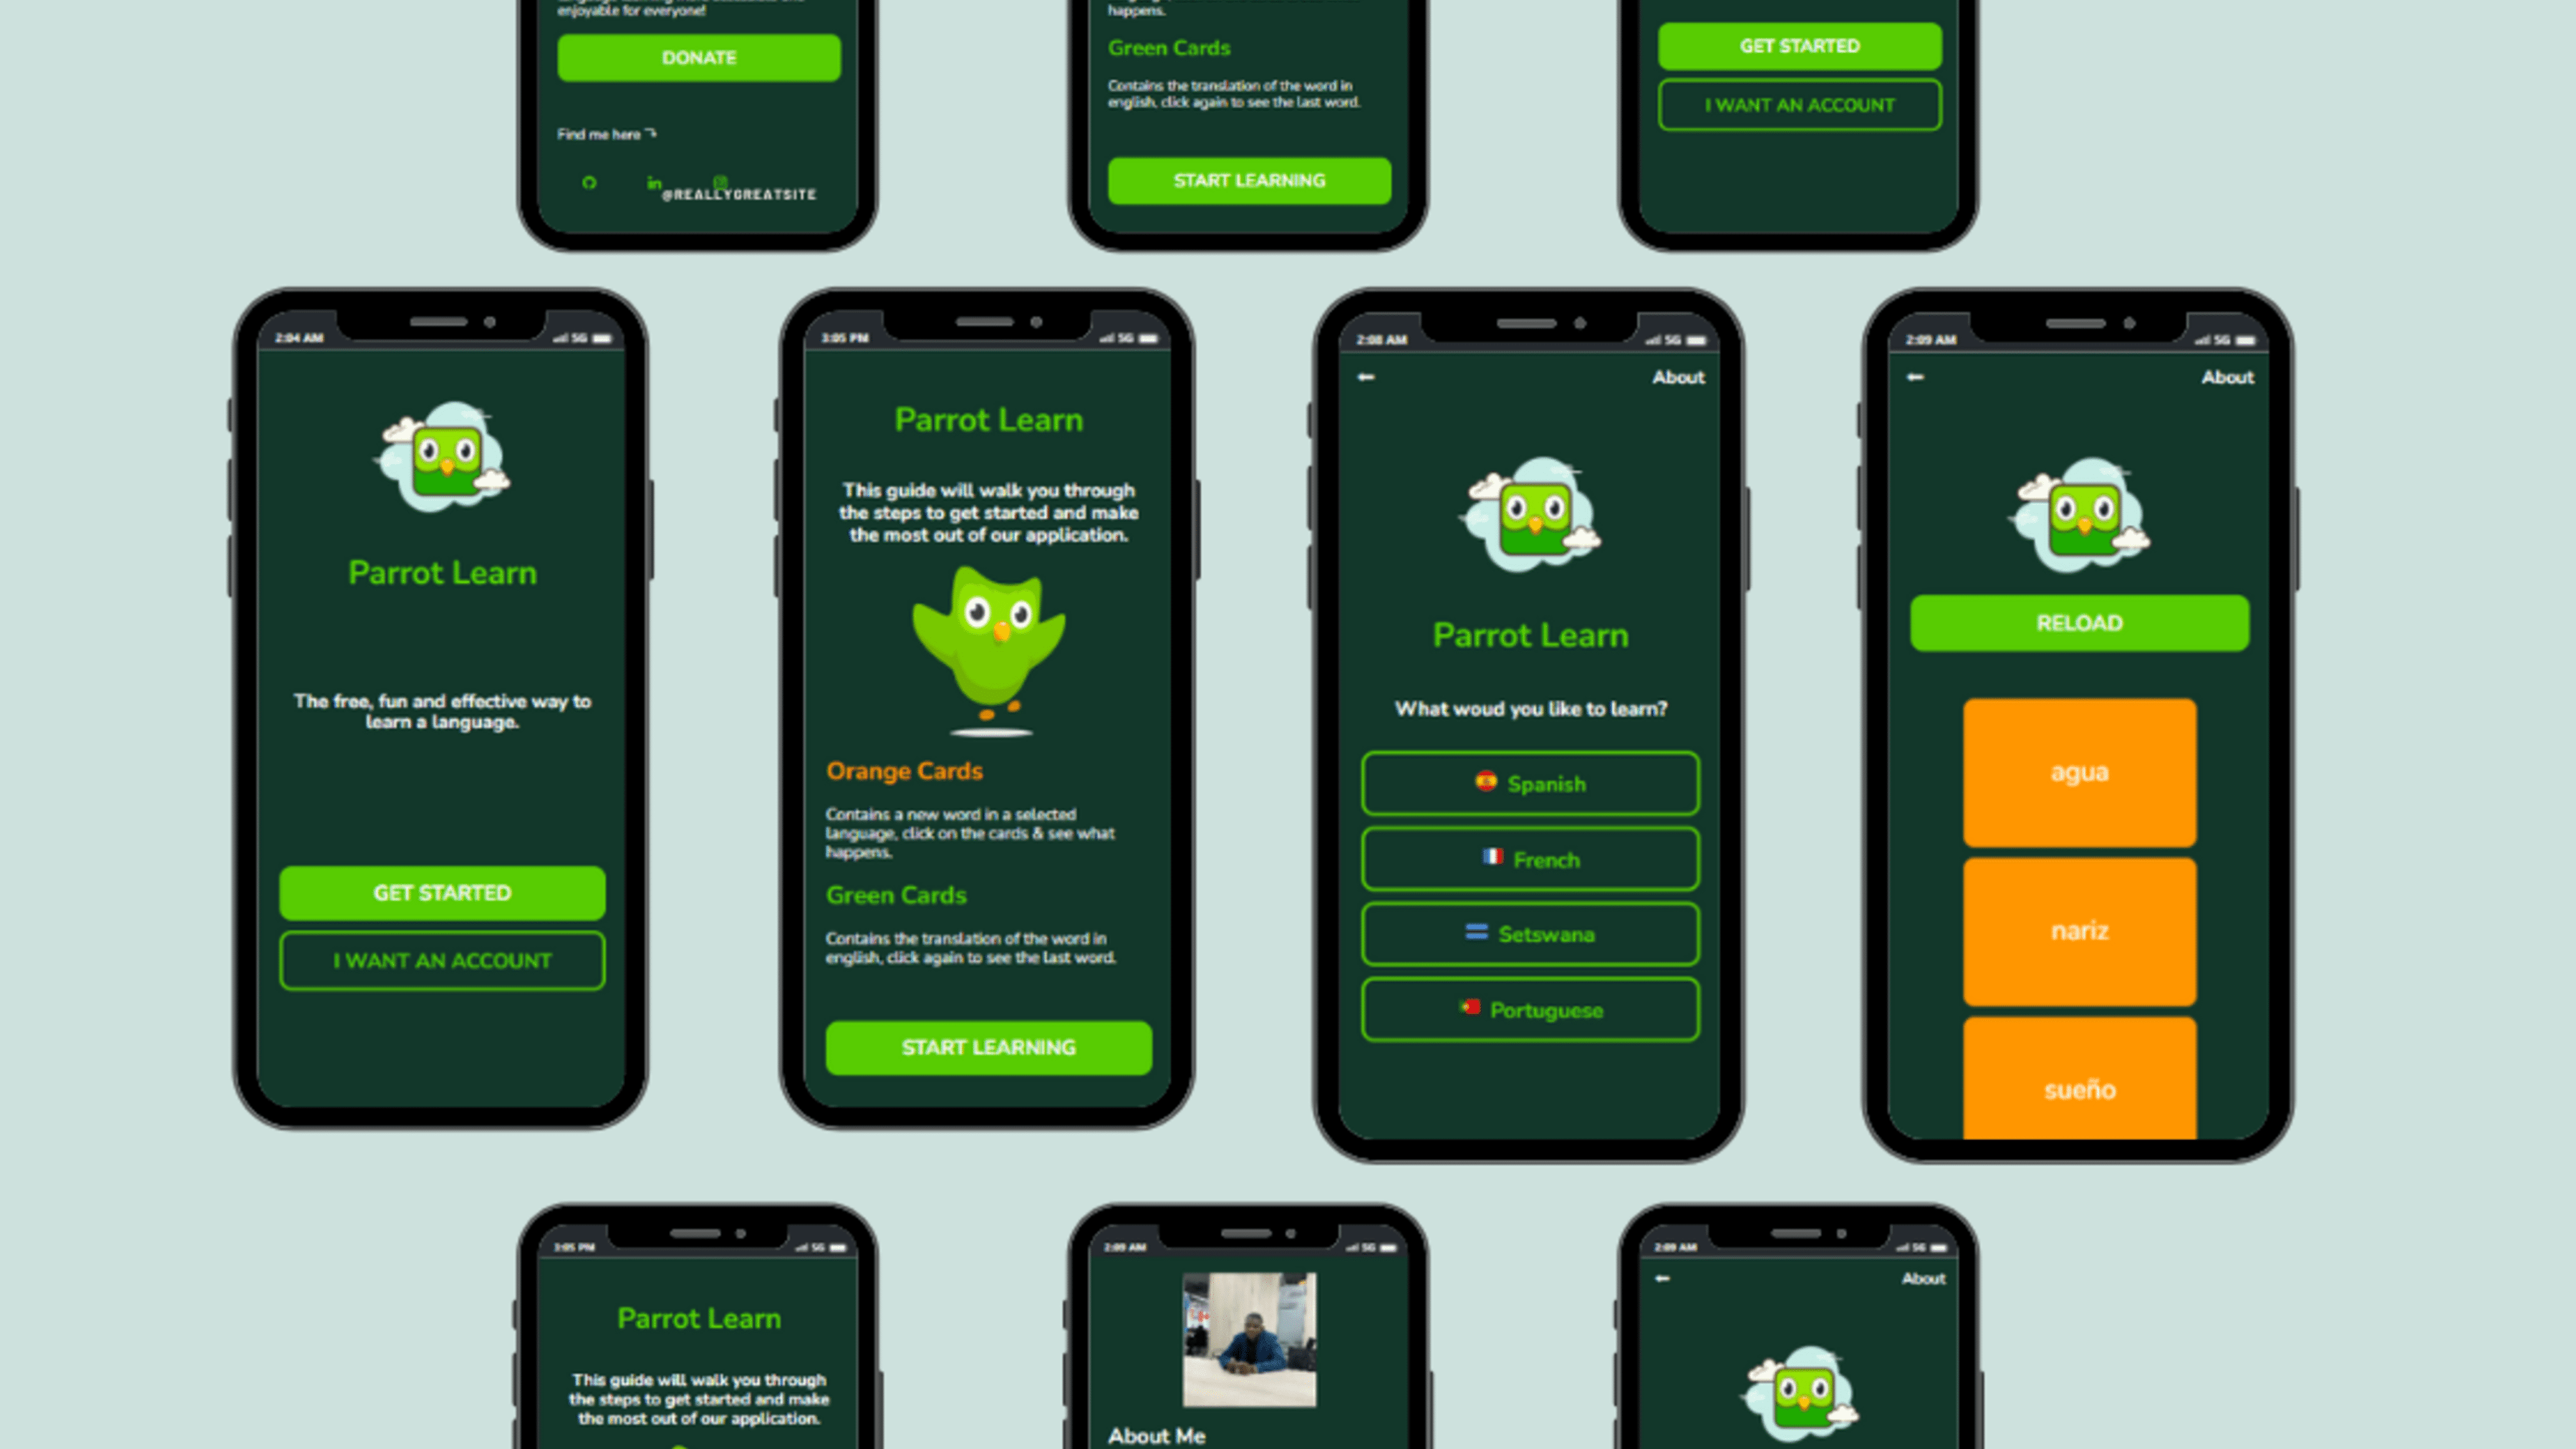 enjoyable for everyone!
DONATE
Find me here
@REALLYGREATSITE
happens.
Green Cards
Contains the translation of the word in
english, click again to see the last word.
START LEARNING
GET STARTED
I WANT AN ACCOUNT
2:04 AM
5G
Parrot Learn
The free, fun and effective way to
learn a language.
GET STARTED
I WANT AN ACCOUNT
3:05 PM
5G
Parrot Learn
This guide will walk you through
the steps to get started and make
the most out of our application.
Orange Cards
Contains a new word in a selected
language, click on the cards & see what
happens.
Green Cards
Contains the translation of the word in
english, click again to see the last word.
START LEARNING
2:08 AM
5G
← About
Parrot Learn
What woud you like to learn?
Spanish
French
Setswana
Portuguese
2:09 AM
5G
← About
RELOAD
agua
nariz
sueño
3:05 PM
5G
Parrot Learn
This guide will walk you through
the steps to get started and make
the most out of our application.
2:09 AM
5G
About Me
2:09 AM
5G
← About